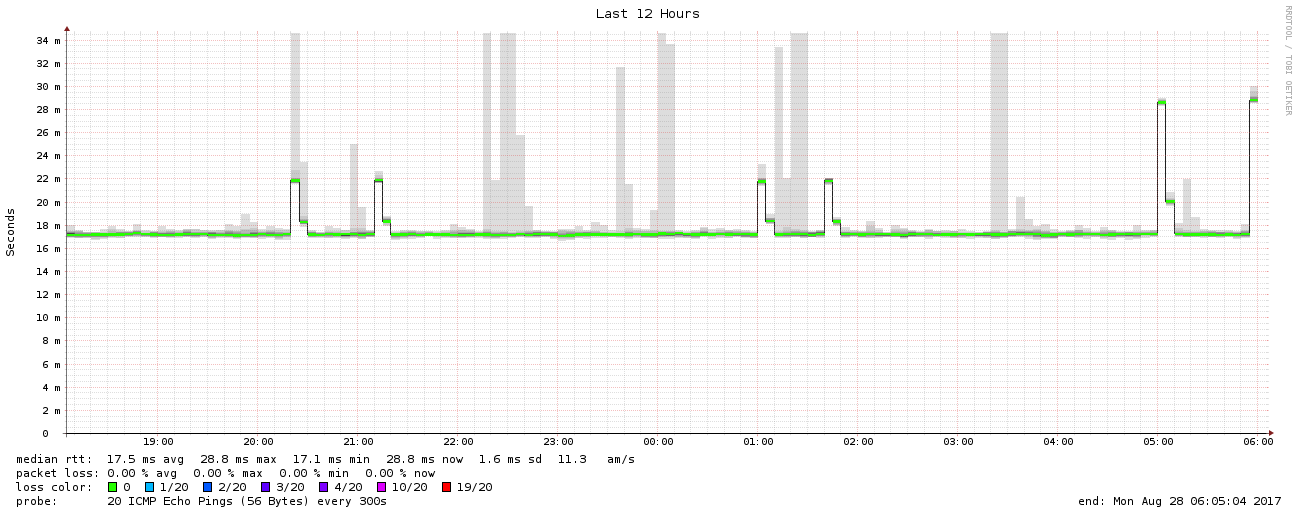 Last 12 Hours
RRDTOOL / TOBI OETIKER
Seconds
34 m
32 m
30 m
28 m
26 m
24 m
22 m
20 m
18 m
16 m
14 m
12 m
10 m
8 m
6 m
4 m
2 m
0
19:00 20:00 21:00 22:00 23:00 00:00 01:00 02:00 03:00 04:00 05:00 06:00
median rtt: 17.5 ms avg 28.8 ms max 17.1 ms min 28.8 ms now 1.6 ms sd 11.3 am/s
packet loss: 0.00 % avg 0.00 % max 0.00 % min 0.00 % now
loss color: 0 1/20 2/20 3/20 4/20 10/20 19/20
probe: 20 ICMP Echo Pings (56 Bytes) every 300s end: Mon Aug 28 06:05:04 2017